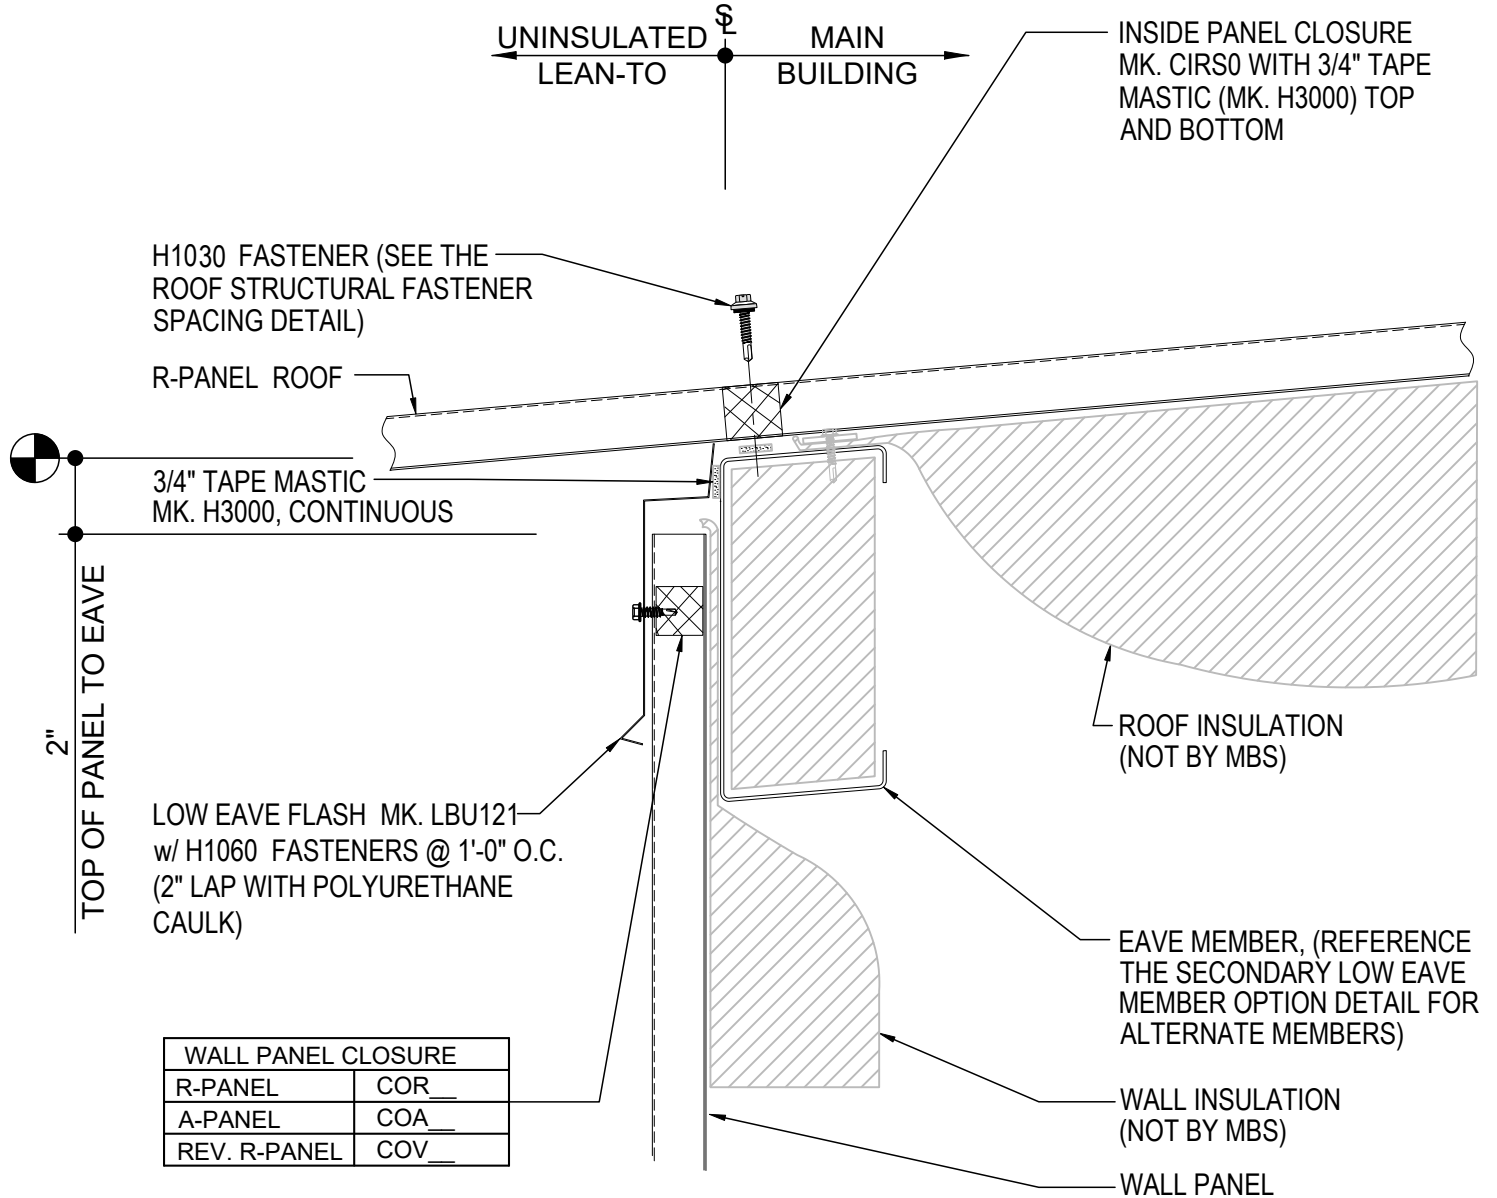 UNINSULATED
LEAN-TO
MAIN
BUILDING
INSIDE PANEL CLOSURE
MK. CIRS0 WITH 3/4" TAPE
MASTIC (MK. H3000) TOP
AND BOTTOM
H1030 FASTENER (SEE THE
ROOF STRUCTURAL FASTENER
SPACING DETAIL)
R-PANEL ROOF
3/4" TAPE MASTIC
MK. H3000, CONTINUOUS
2"
TOP OF PANEL TO EAVE
ROOF INSULATION
(NOT BY MBS)
LOW EAVE FLASH MK. LBU121
w/ H1060 FASTENERS @ 1'-0" O.C.
(2" LAP WITH POLYURETHANE
CAULK)
EAVE MEMBER, (REFERENCE
THE SECONDARY LOW EAVE
MEMBER OPTION DETAIL FOR
ALTERNATE MEMBERS)
WALL PANEL CLOSURE
R-PANEL COR__
A-PANEL COA__
REV. R-PANEL COV__
WALL INSULATION
(NOT BY MBS)
WALL PANEL